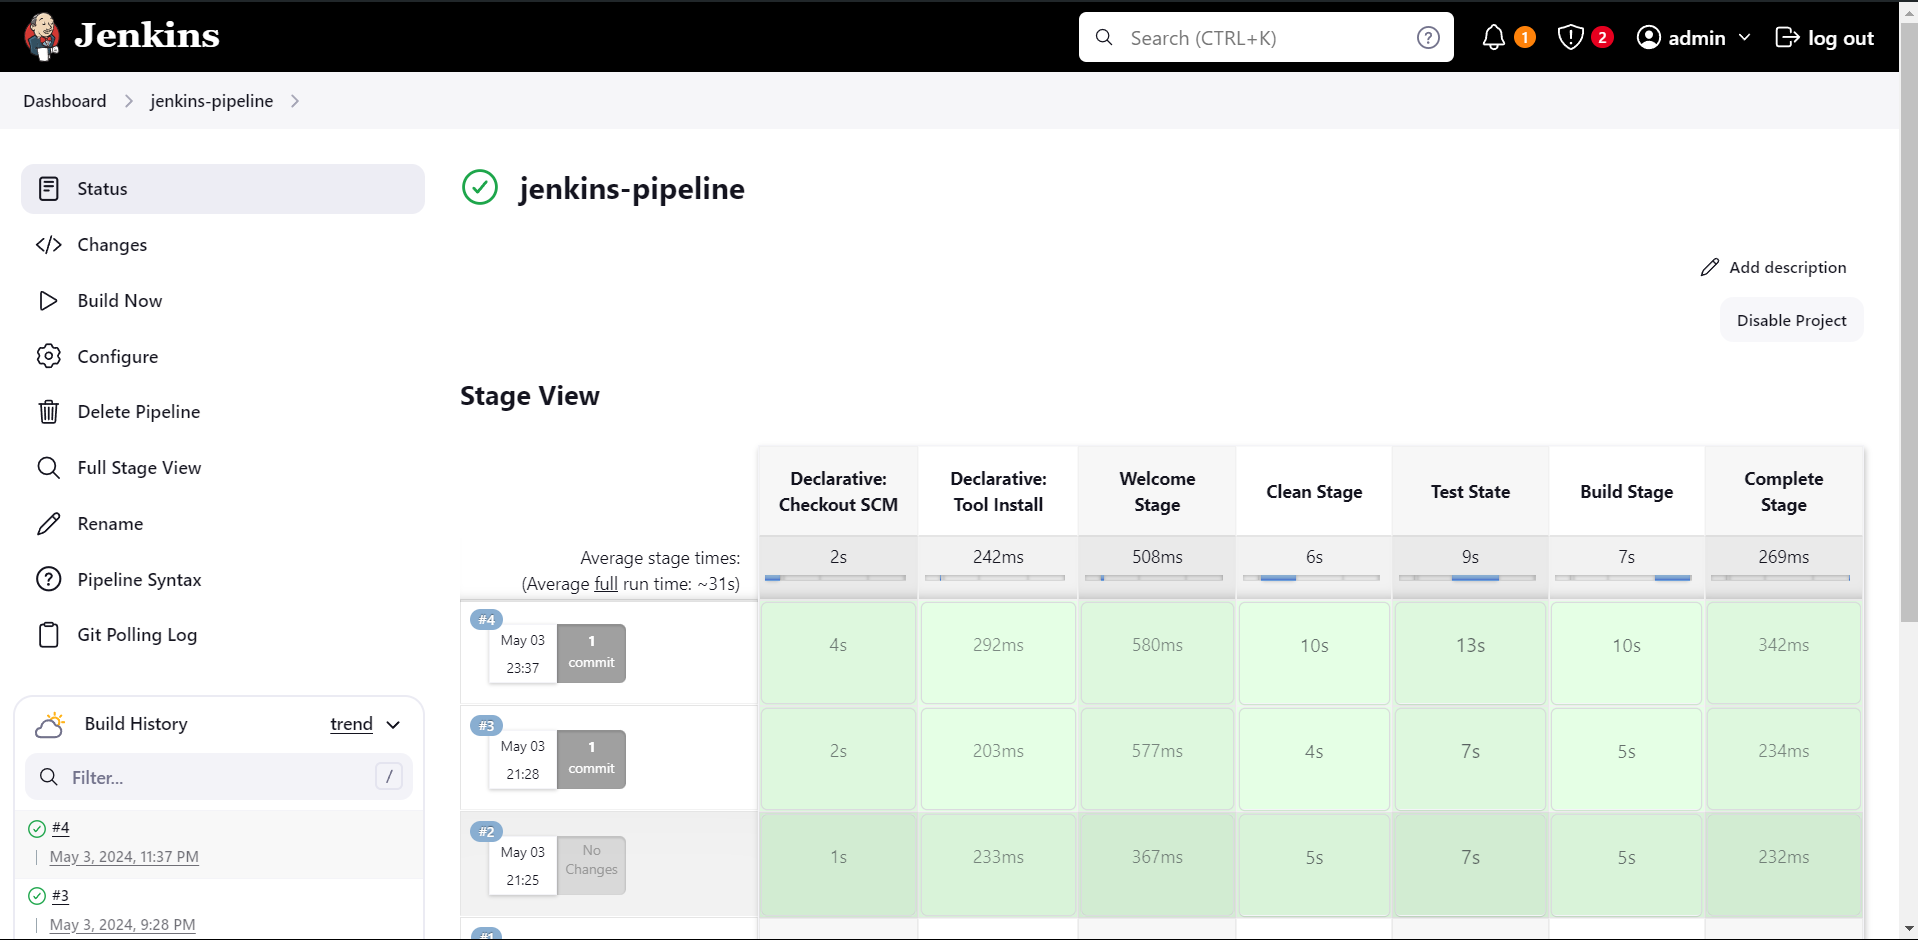 Jenkins
Search (CTRL+K)
?
1
2
admin
log out
Dashboard
jenkins-pipeline
Status
Changes
Build Now
Configure
Delete Pipeline
Full Stage View
Rename
Pipeline Syntax
Git Polling Log
Build History
trend
Filter...
/
#4
May 3, 2024, 11:37 PM
#3
May 3, 2024, 9:28 PM
jenkins-pipeline
Add description
Disable Project
Stage View
Declarative:
Checkout SCM
Declarative:
Tool Install
Welcome
Stage
Clean Stage
Test State
Build Stage
Complete
Stage
Average stage times:
(Average full run time: ~31s)
2s
242ms
508ms
6s
9s
7s
269ms
#4
May 03
23:37
1
commit
4s
292ms
580ms
10s
13s
10s
342ms
#3
May 03
21:28
1
commit
2s
203ms
577ms
4s
7s
5s
234ms
#2
May 03
21:25
No
Changes
1s
233ms
367ms
5s
7s
5s
232ms
#1